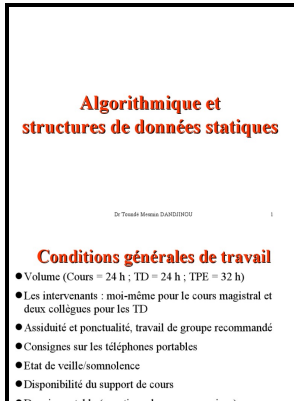 Algorithmique et
structures de données statiques
Dr Toundé Mesmin DANDJINOU 1
Conditions générales de travail
● Volume (Cours = 24 h ; TD = 24 h ; TPE = 32 h)
● Les intervenants : moi-même pour le cours magistral et
deux collègues pour les TD
● Assiduité et ponctualité, travail de groupe recommandé
● Consignes sur les téléphones portables
● Etat de veille/somnolence
● Disponibilité du support de cours